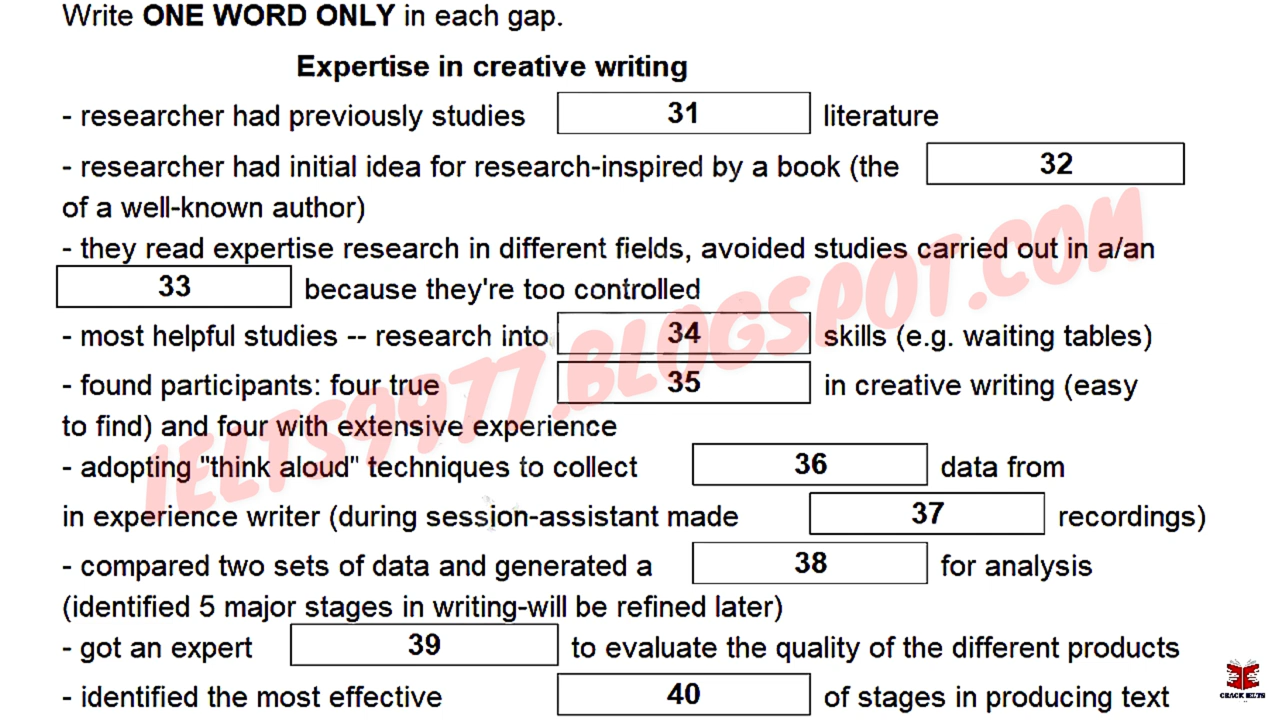 Write ONE WORD ONLY in each gap.
Expertise in creative writing
- researcher had previously studies 31 literature
- researcher had initial idea for research-inspired by a book (the 32
of a well-known author)
- they read expertise research in different fields, avoided studies carried out in a/an
33 because they're too controlled
- most helpful studies -- research into 34 skills (e.g. waiting tables)
- found participants: four true 35 in creative writing (easy
to find) and four with extensive experience
- adopting "think aloud" techniques to collect 36 data from
in experience writer (during session-assistant made 37 recordings)
- compared two sets of data and generated a 38 for analysis
(identified 5 major stages in writing-will be refined later)
- got an expert 39 to evaluate the quality of the different products
- identified the most effective 40 of stages in producing text
IELTS9977.BLOGSPOT.COM
CRACK IELTS